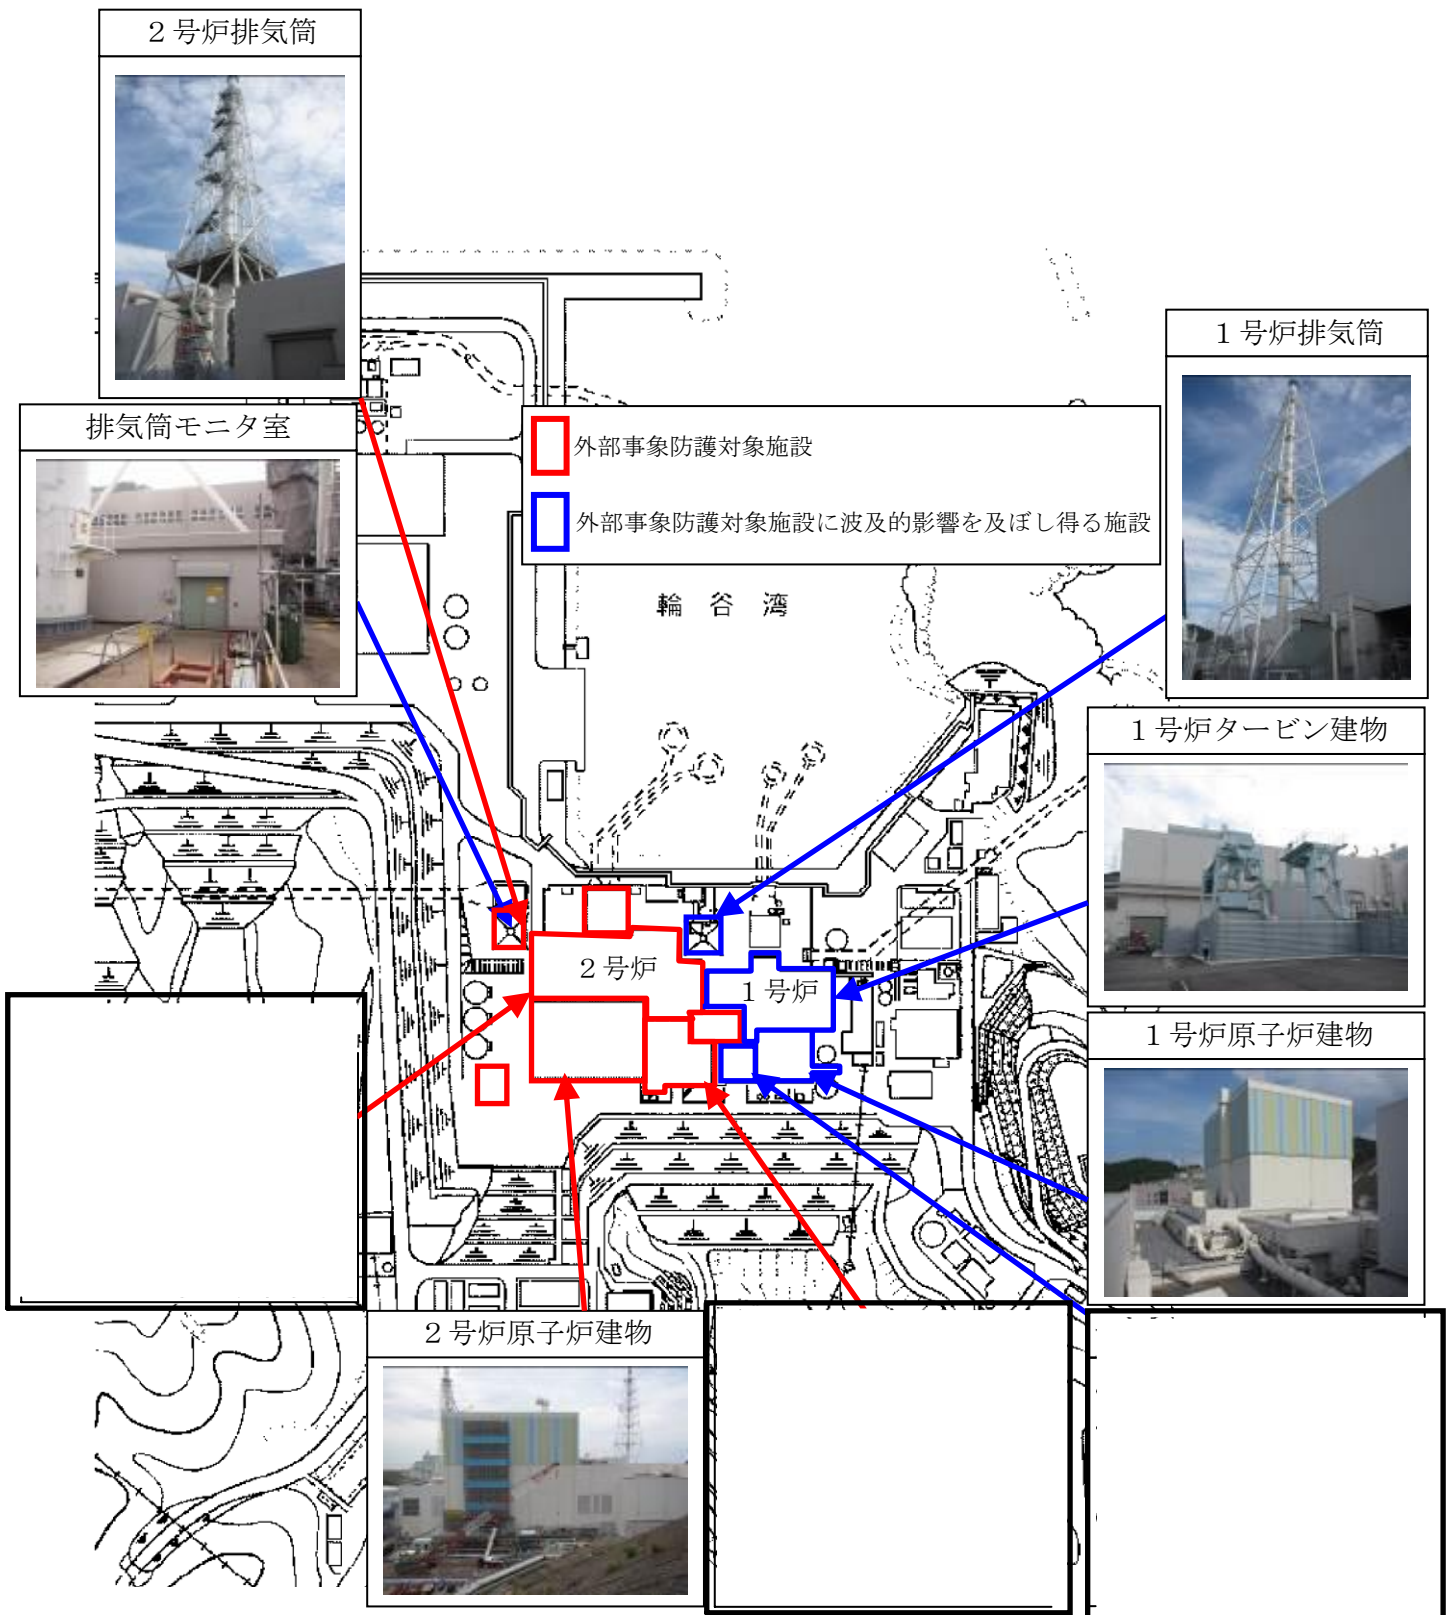 ２号炉排気筒
１号炉排気筒
排気筒モニタ室
外部事象防護対象施設
外部事象防護対象施設に波及的影響を及ぼし得る施設
輪谷湾
１号炉タービン建物
２号炉
１号炉
１号炉原子炉建物
２号炉原子炉建物